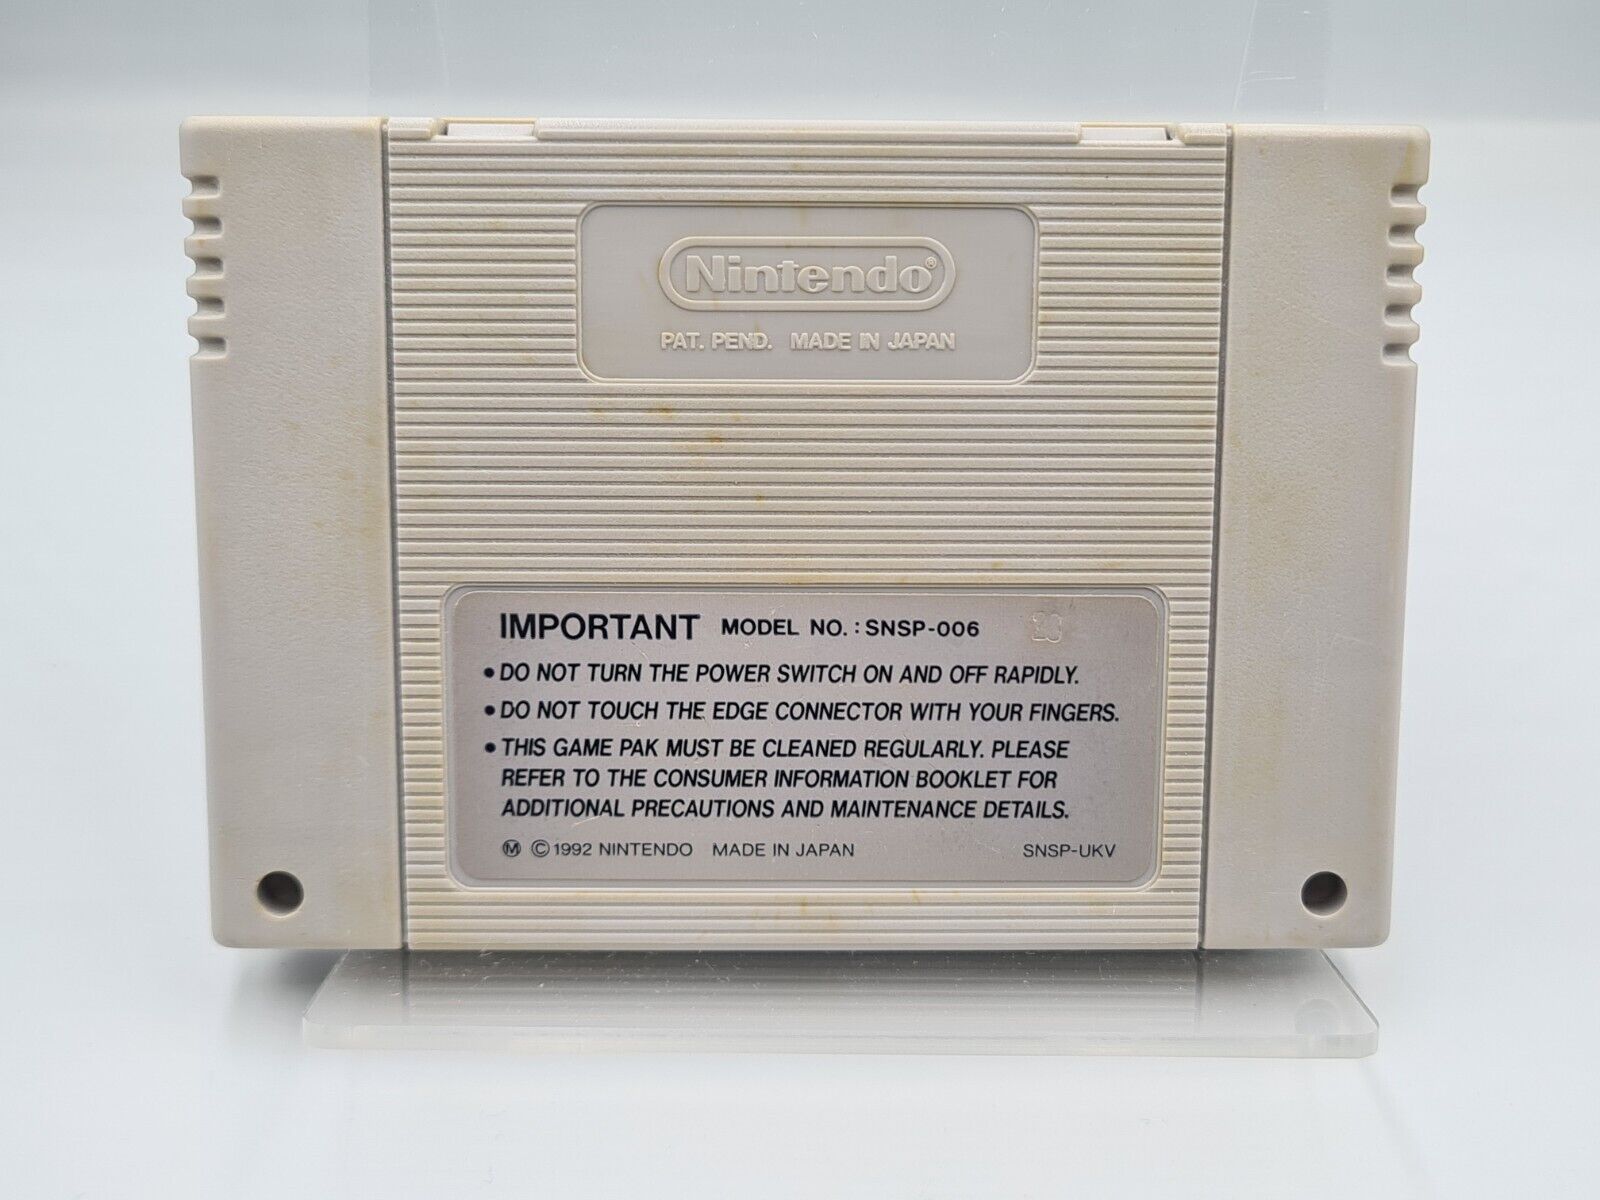 Nintendo®
PAT. PEND. MADE IN JAPAN
IMPORTANT MODEL NO. : SNSP-006 20
• DO NOT TURN THE POWER SWITCH ON AND OFF RAPIDLY.
• DO NOT TOUCH THE EDGE CONNECTOR WITH YOUR FINGERS.
• THIS GAME PAK MUST BE CLEANED REGULARLY. PLEASE
REFER TO THE CONSUMER INFORMATION BOOKLET FOR
ADDITIONAL PRECAUTIONS AND MAINTENANCE DETAILS.
Ⓜ ©1992 NINTENDO MADE IN JAPAN SNSP-UKV